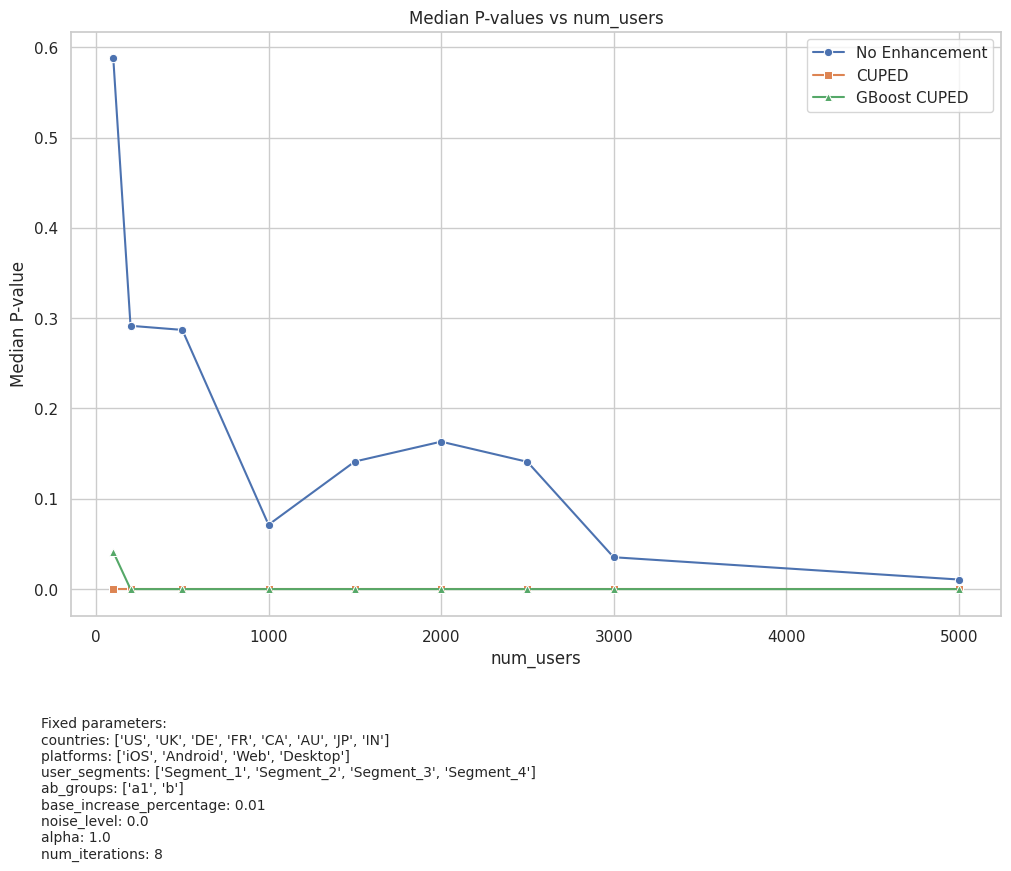 Median P-values vs num_users
No Enhancement
CUPED
GBoost CUPED
Median P-value
0.6
0.5
0.4
0.3
0.2
0.1
0.0
0
1000
2000
3000
4000
5000
num_users
Fixed parameters:
countries: ['US', 'UK', 'DE', 'FR', 'CA', 'AU', 'JP', 'IN']
platforms: ['iOS', 'Android', 'Web', 'Desktop']
user_segments: ['Segment_1', 'Segment_2', 'Segment_3', 'Segment_4']
ab_groups: ['a1', 'b']
base_increase_percentage: 0.01
noise_level: 0.0
alpha: 1.0
num_iterations: 8